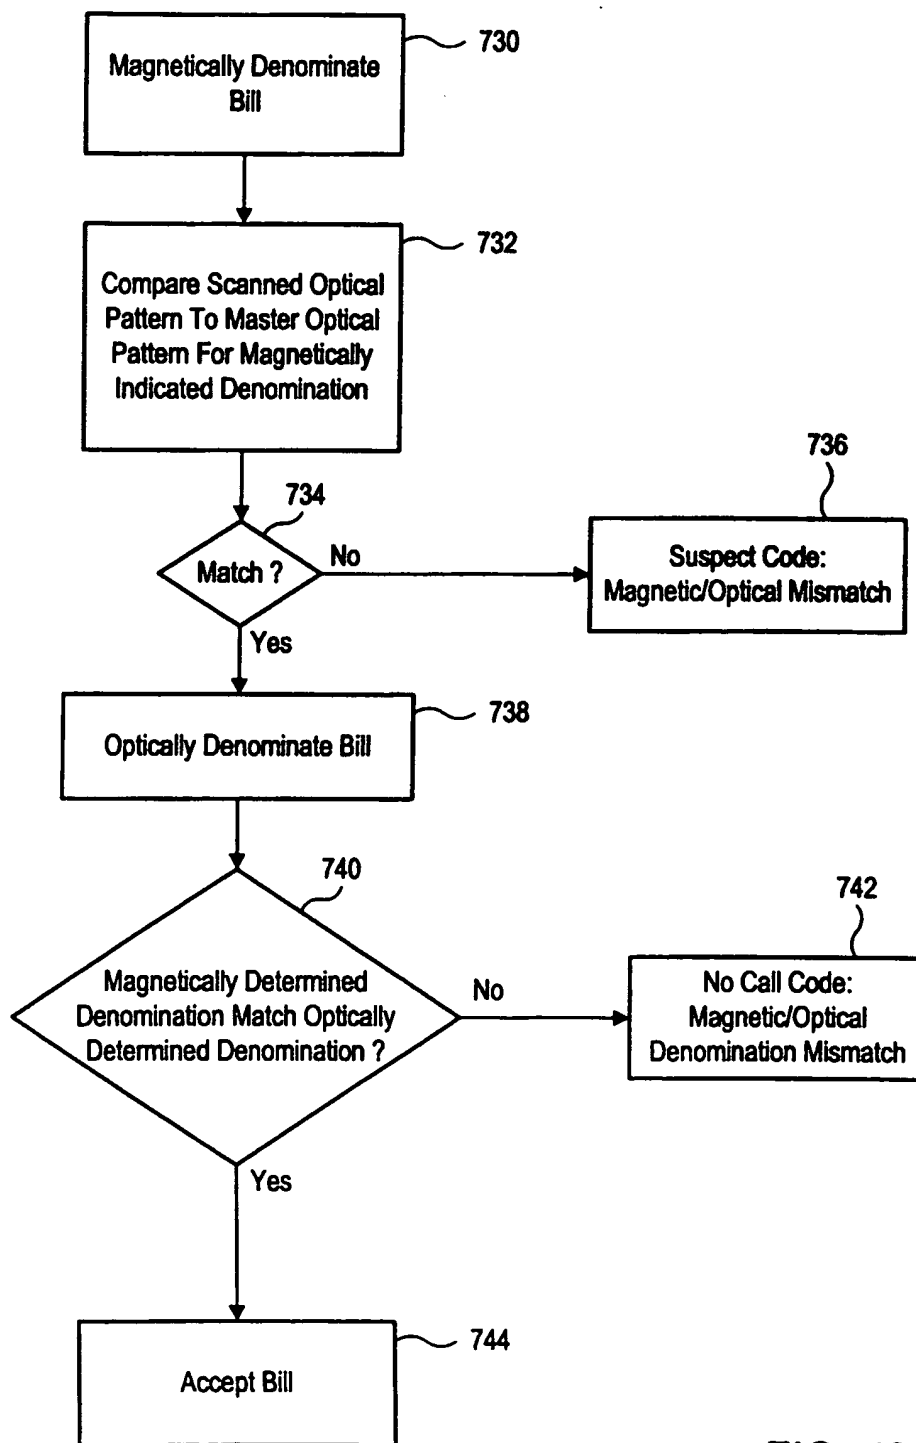 730
Magnetically Denominate
Bill
732
Compare Scanned Optical
Pattern To Master Optical
Pattern For Magnetically
Indicated Denomination
734
Match ?
No
Yes
736
Suspect Code:
Magnetic/Optical Mismatch
738
Optically Denominate Bill
740
Magnetically Determined
Denomination Match Optically
Determined Denomination ?
No
Yes
742
No Call Code:
Magnetic/Optical
Denomination Mismatch
744
Accept Bill